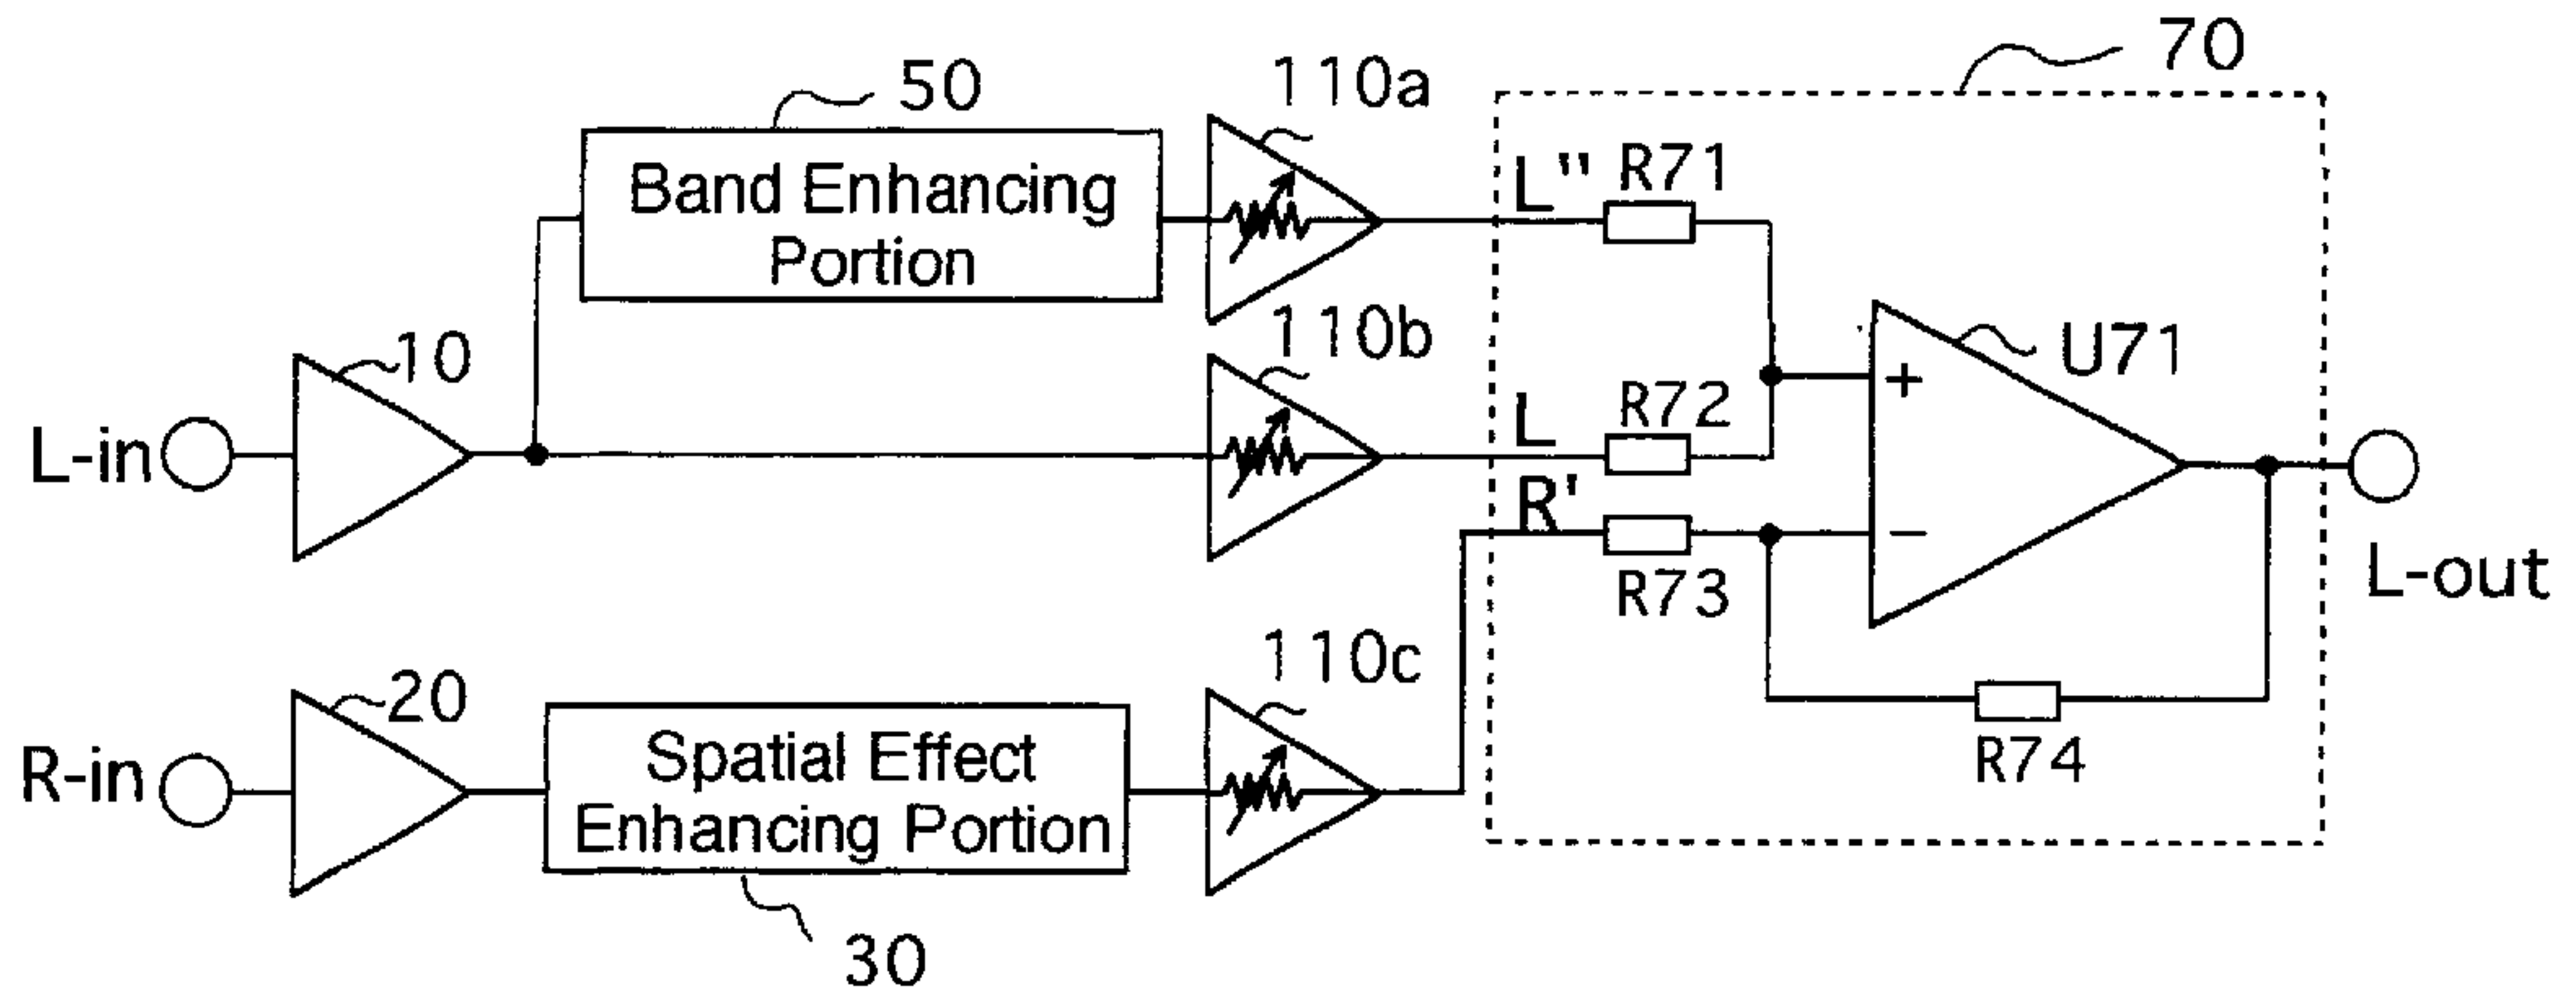 70
50
110a
Band Enhancing
Portion
L" R71
110b
10
U71
+
R72
L
L-in
R'
−
R73
L-out
110c
20
R-in
Spatial Effect
Enhancing Portion
R74
30